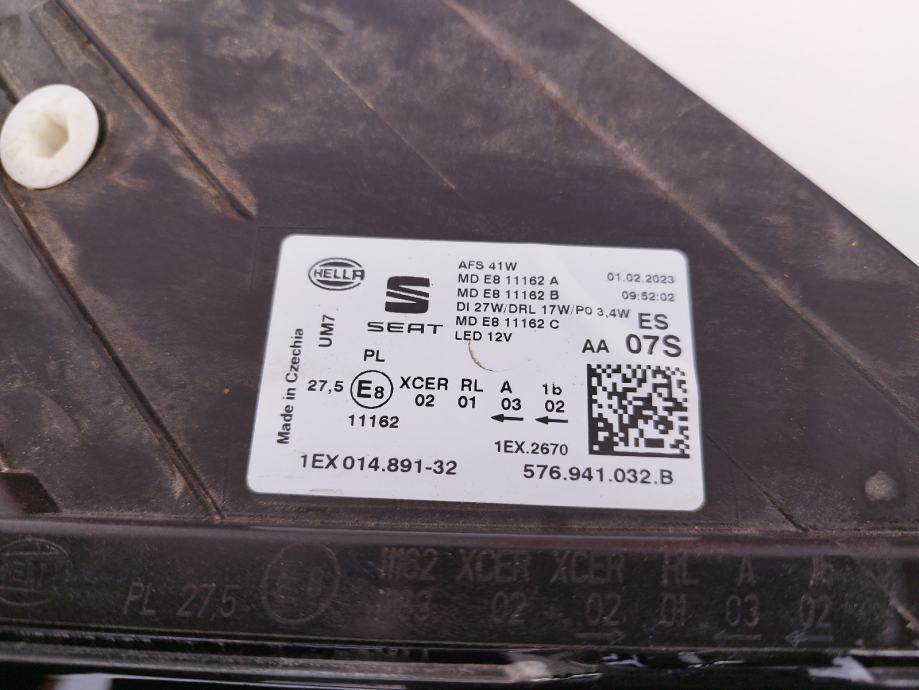 HELLA
AFS 41W
MD E8 11162 A
MD E8 11162 B
DI 27W/DRL 17W/PO 3,4W
MD E8 11162 C
LED 12V
01.02.2023
09:52:02
ES
AA 07S
SEAT
UM7
Made in Czechia
PL
27,5 E8 XCER RL A 1b
02 01 03 02
11162
1EX.2670
1EX 014.891-32
576.941.032.B
11162 XCER XCER RL A
PL 27,5 E8 02 02 01 03 02